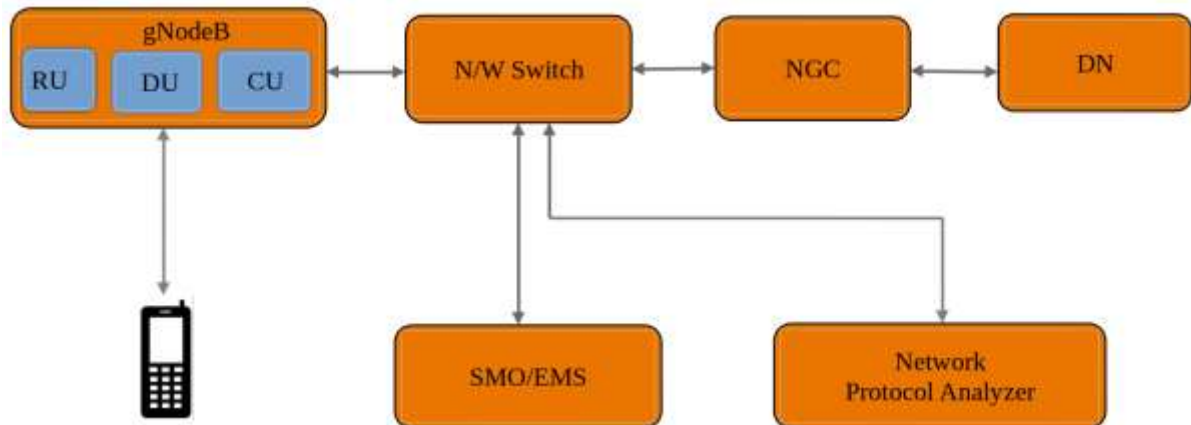 gNodeB
RU
DU
CU
N/W Switch
NGC
DN
SMO/EMS
Network
Protocol Analyzer